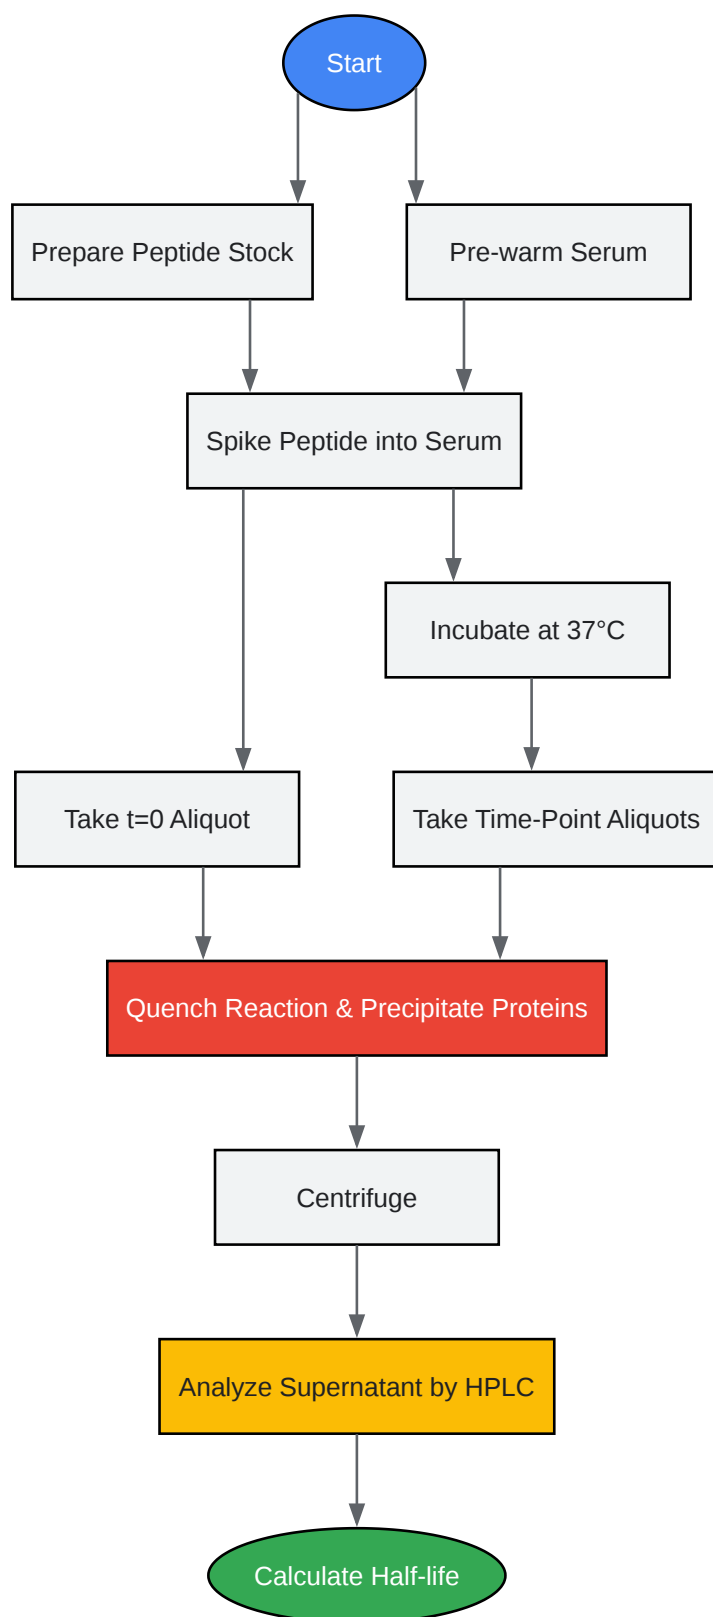 Start
Prepare Peptide Stock
Pre-warm Serum
Spike Peptide into Serum
Incubate at 37°C
Take t=0 Aliquot
Take Time-Point Aliquots
Quench Reaction & Precipitate Proteins
Centrifuge
Analyze Supernatant by HPLC
Calculate Half-life